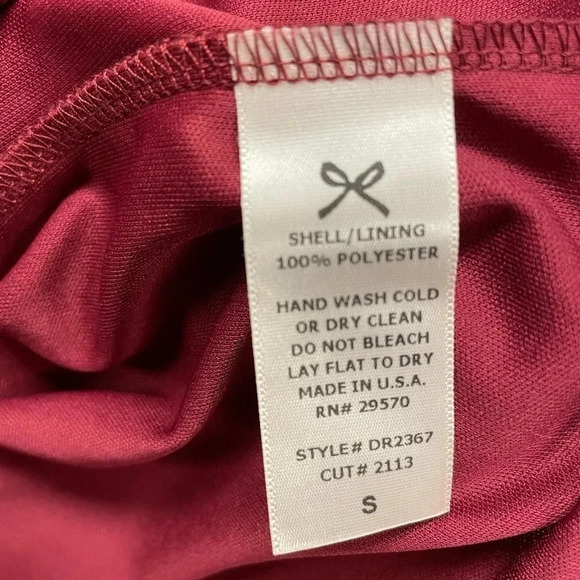 SHELL/LINING
100% POLYESTER
HAND WASH COLD
OR DRY CLEAN
DO NOT BLEACH
LAY FLAT TO DRY
MADE IN U.S.A.
RN# 29570
STYLE# DR2367
CUT# 2113
S